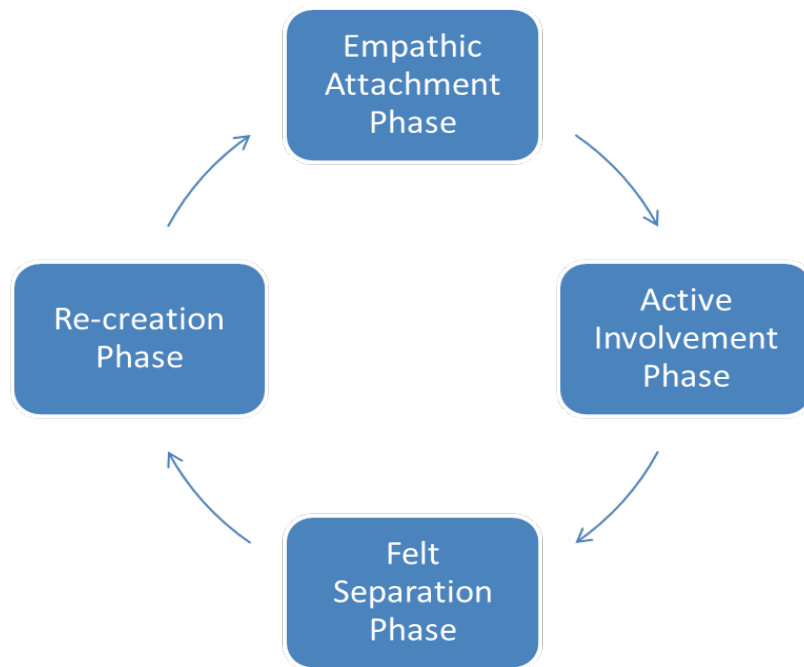 Empathic
Attachment
Phase
Active
Involvement
Phase
Felt
Separation
Phase
Re-creation
Phase